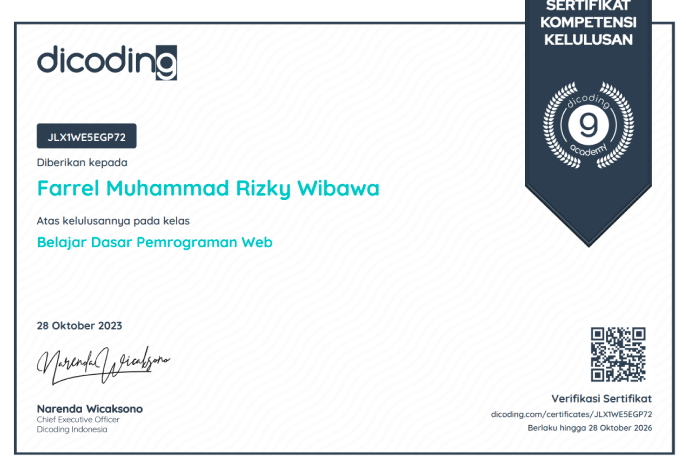 SERTIFIKAT
KOMPETENSI
KELULUSAN
dicoding
dicoding
9
academy
JLX1WE5EGP72
Diberikan kepada
Farrel Muhammad Rizky Wibawa
Atas kelulusannya pada kelas
Belajar Dasar Pemrograman Web
28 Oktober 2023
Narenda Wicaksono
Narenda Wicaksono
Chief Executive Officer
Dicoding Indonesia
Verifikasi Sertifikat
dicoding.com/certificates/JLX1WE5EGP72
Berlaku hingga 28 Oktober 2026